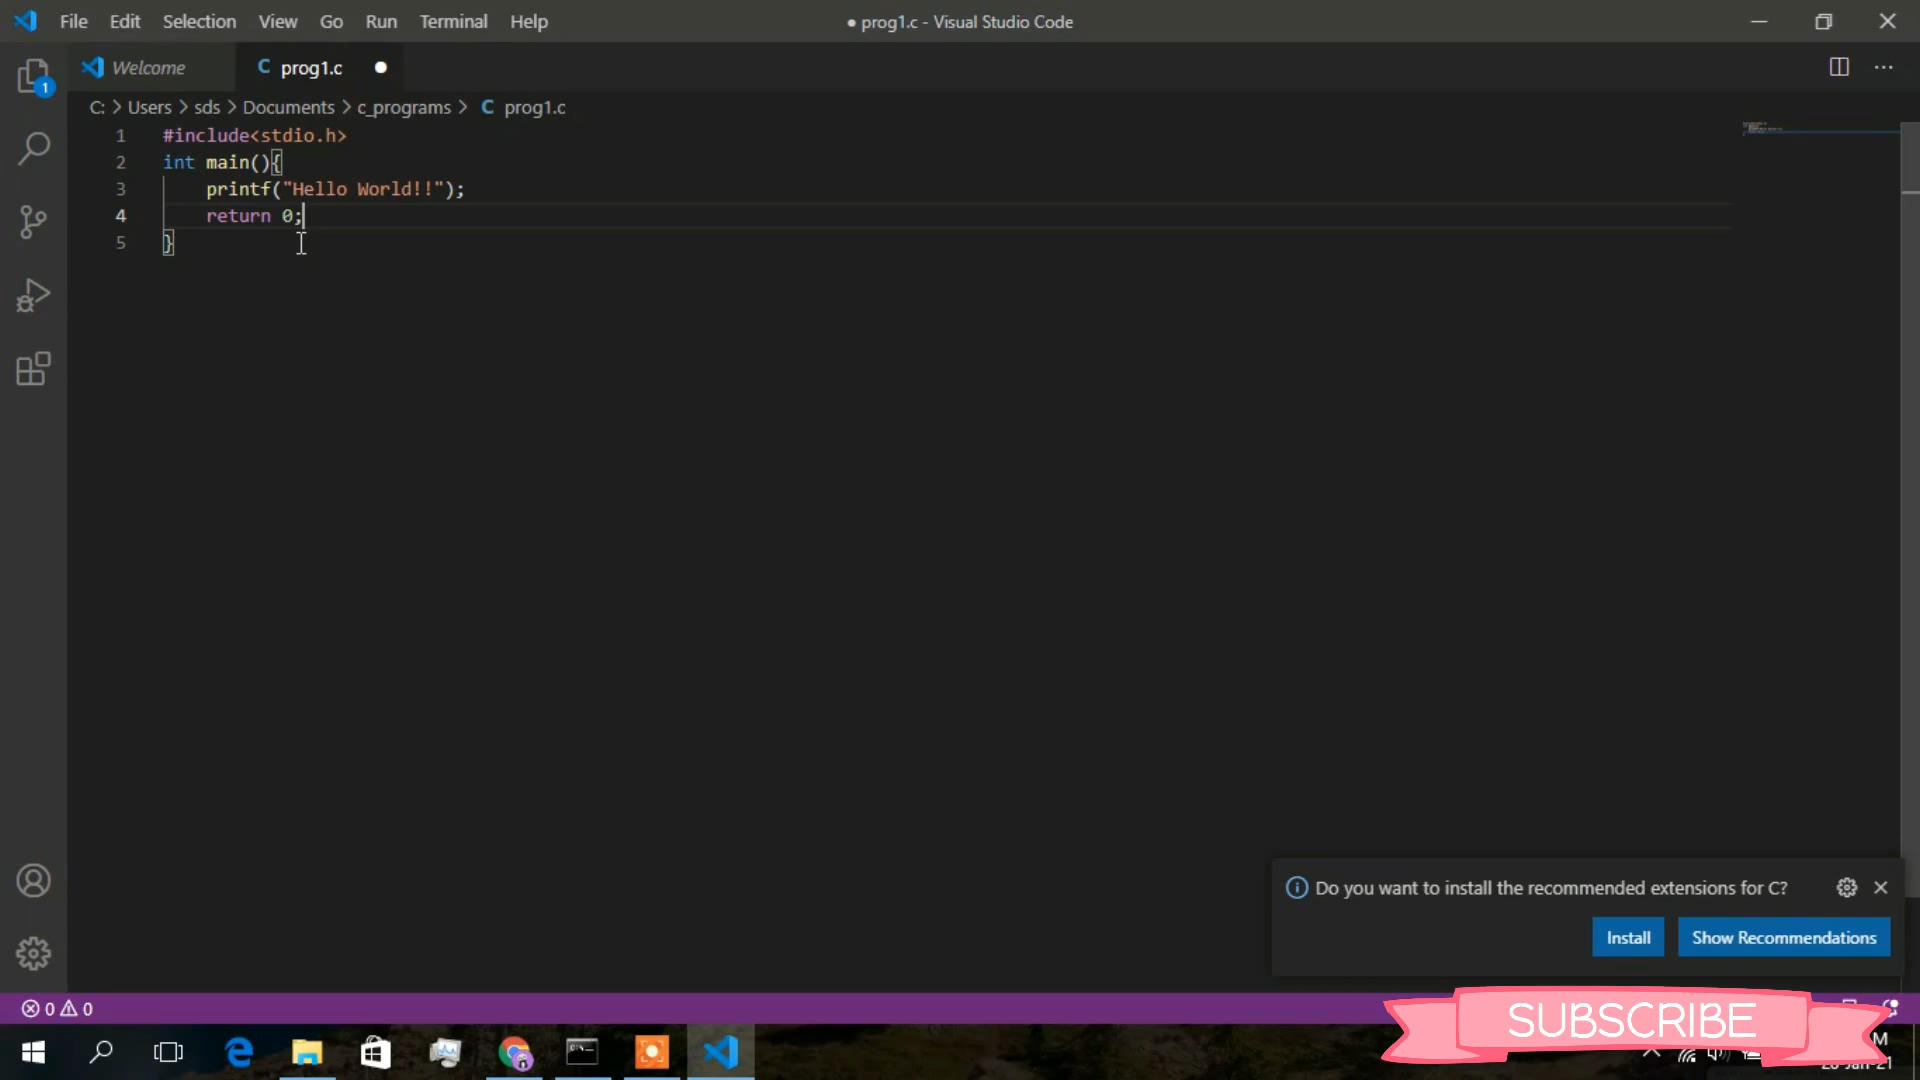 File Edit Selection View Go Run Terminal Help
● prog1.c - Visual Studio Code
Welcome
C prog1.c
C: > Users > sds > Documents > c_programs > C prog1.c
1 #include<stdio.h>
2 int main(){
3 printf("Hello World!!");
4 return 0;
5 }
1
Do you want to install the recommended extensions for C?
Install Show Recommendations
0 0
SUBSCRIBE